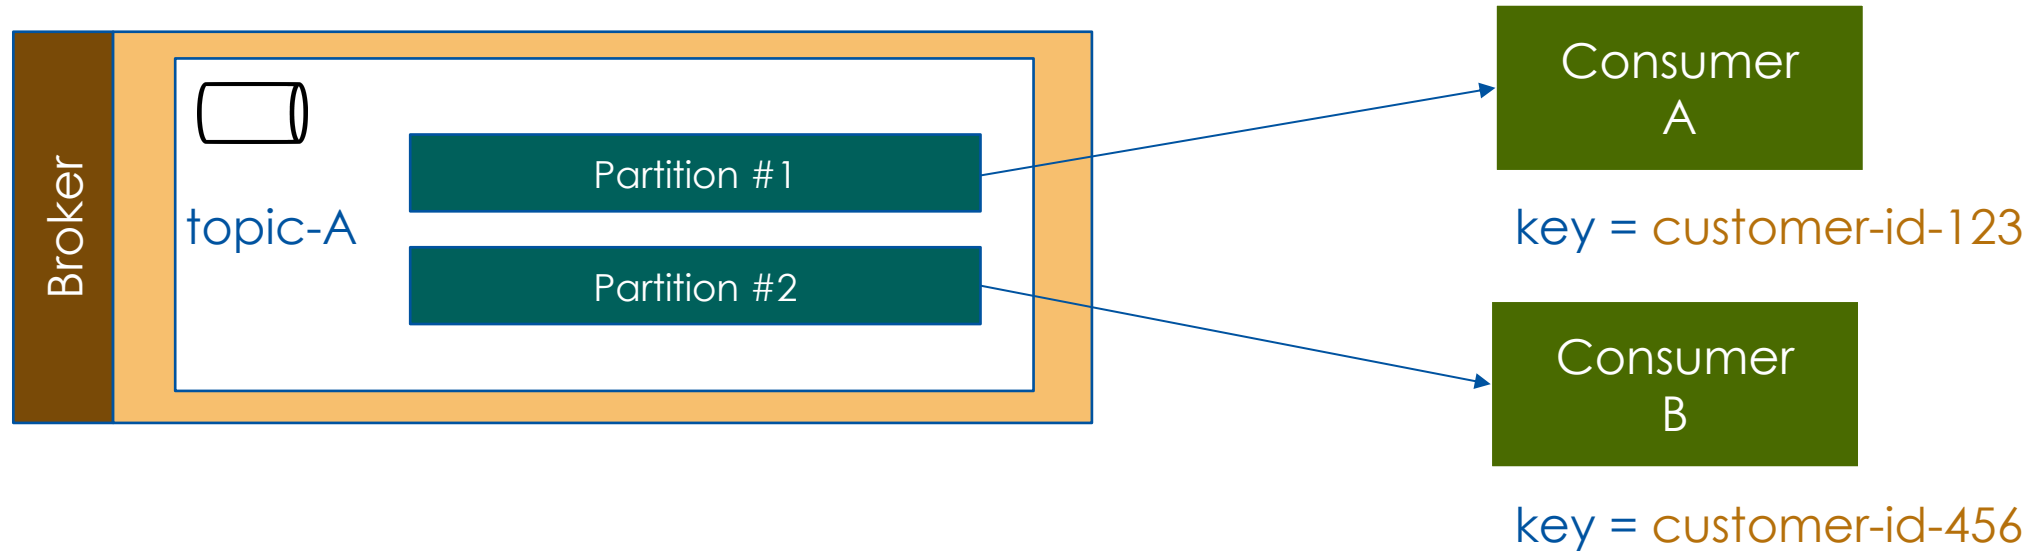 Broker
topic-A
Partition #1
Partition #2
Consumer
A
key = customer-id-123
Consumer
B
key = customer-id-456